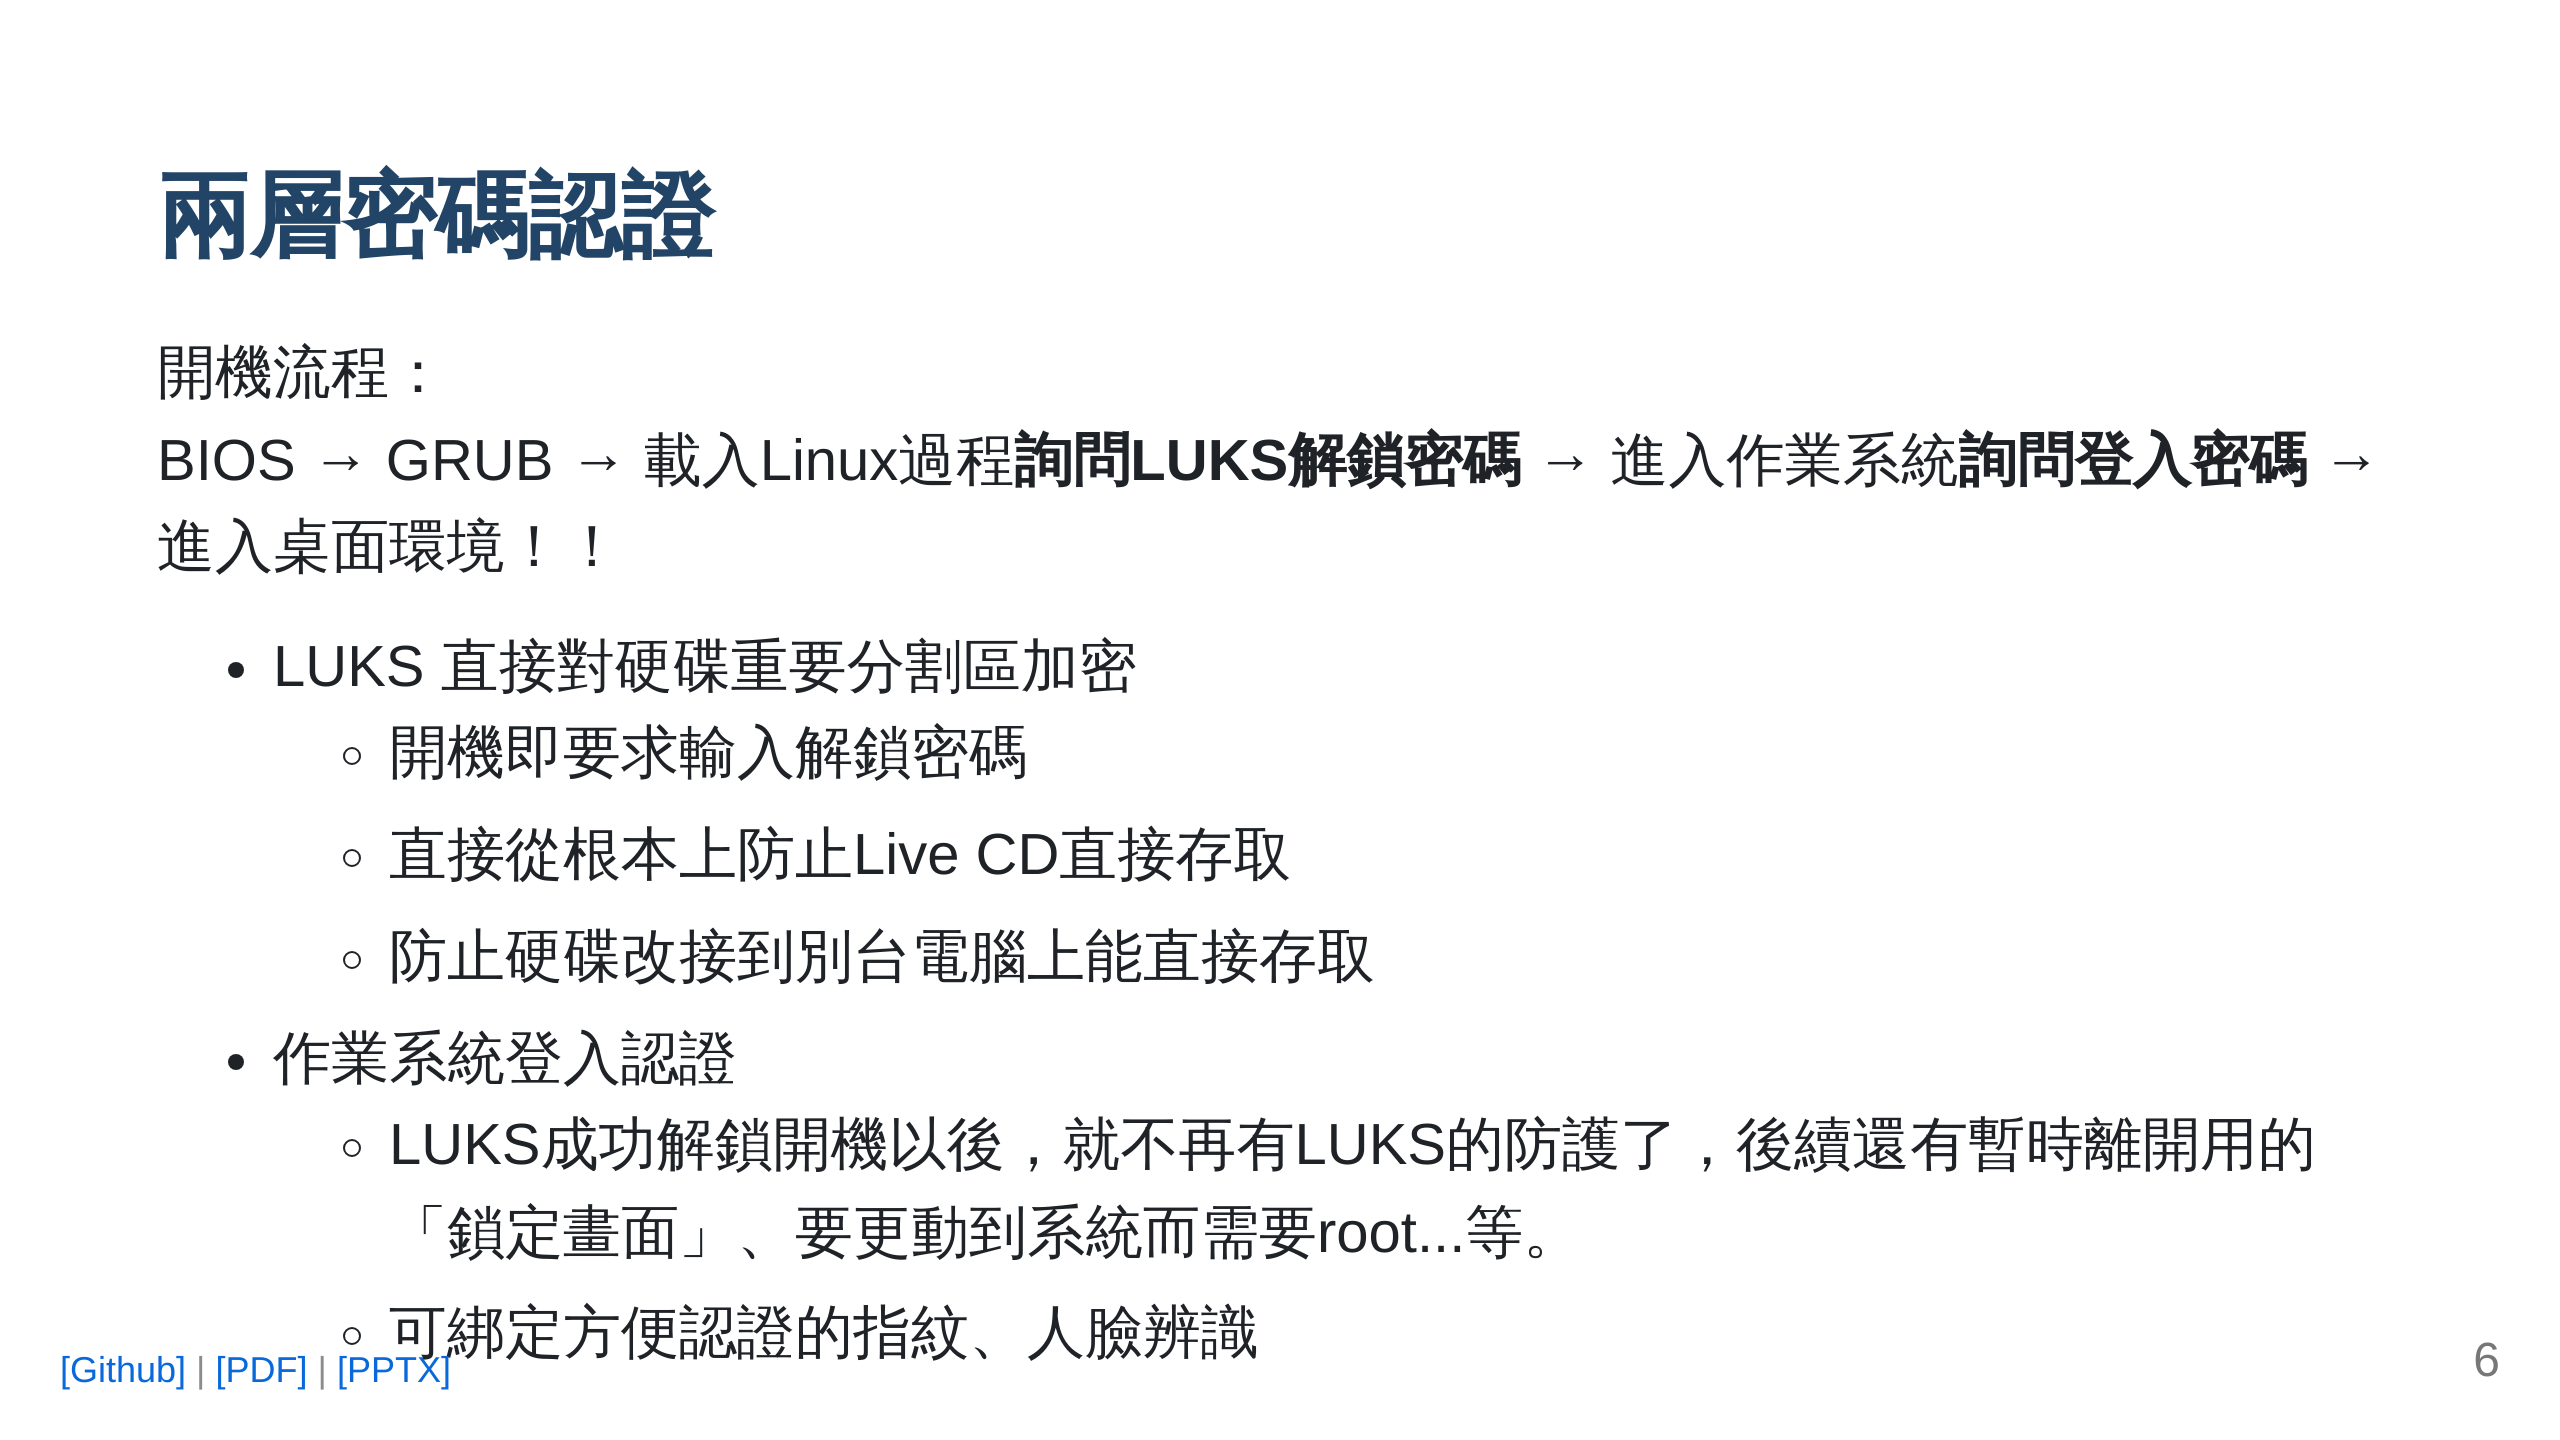 兩層密碼認證
開機流程：
BIOS → GRUB → 載入Linux過程詢問LUKS解鎖密碼 → 進入作業系統詢問登入密碼 →
進入桌面環境！！
• LUKS 直接對硬碟重要分割區加密
◦ 開機即要求輸入解鎖密碼
◦ 直接從根本上防止Live CD直接存取
◦ 防止硬碟改接到別台電腦上能直接存取
• 作業系統登入認證
◦ LUKS成功解鎖開機以後，就不再有LUKS的防護了，後續還有暫時離開用的
「鎖定畫面」、要更動到系統而需要root...等。
◦ 可綁定方便認證的指紋、人臉辨識
[Github] | [PDF] | [PPTX]
6